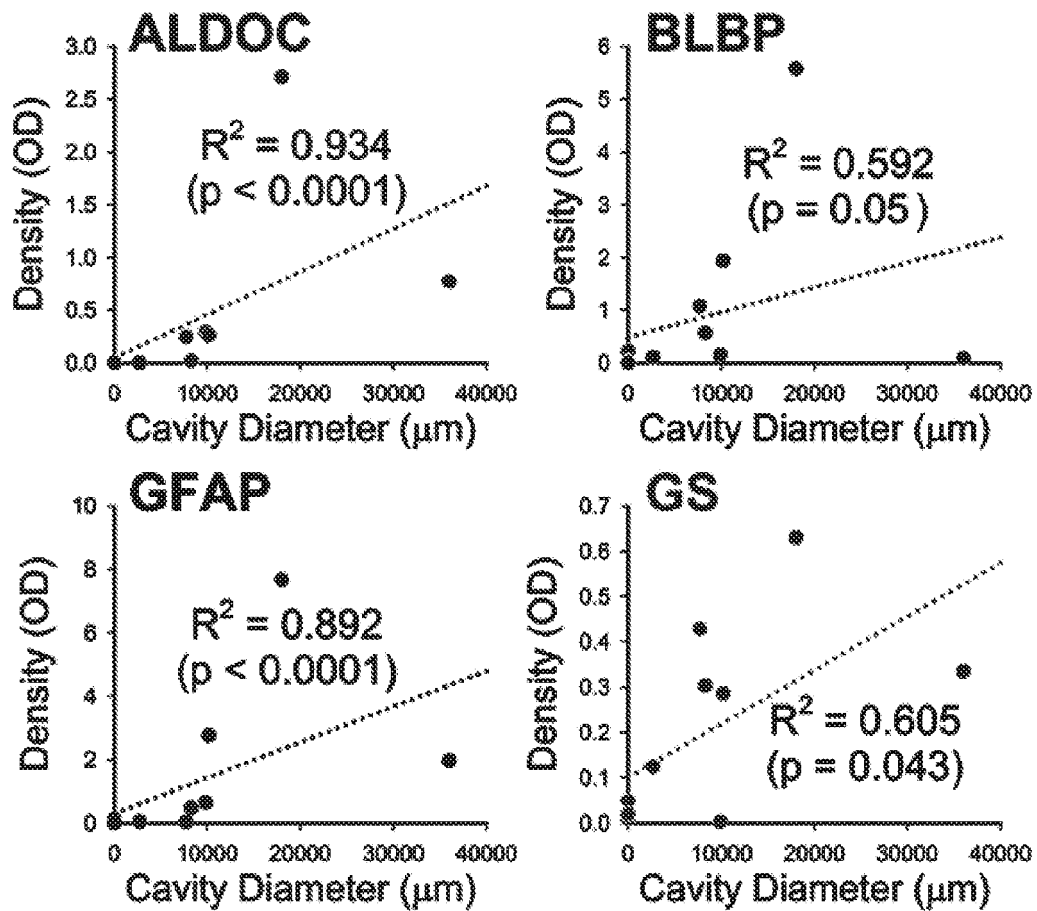 ALDOC
3.0
2.5
2.0
1.5
1.0
0.5
0.0
Density (OD)
R² = 0.934
(p < 0.0001)
0 10000 20000 30000 40000
Cavity Diameter (μm)
BLBP
6
5
4
3
2
1
0
Density (OD)
R² = 0.592
(p = 0.05)
0 10000 20000 30000 40000
Cavity Diameter (μm)
GFAP
10
8
6
4
2
0
Density (OD)
R² = 0.892
(p < 0.0001)
0 10000 20000 30000 40000
Cavity Diameter (μm)
GS
0.7
0.6
0.5
0.4
0.3
0.2
0.1
0.0
Density (OD)
R² = 0.605
(p = 0.043)
0 10000 20000 30000 40000
Cavity Diameter (μm)